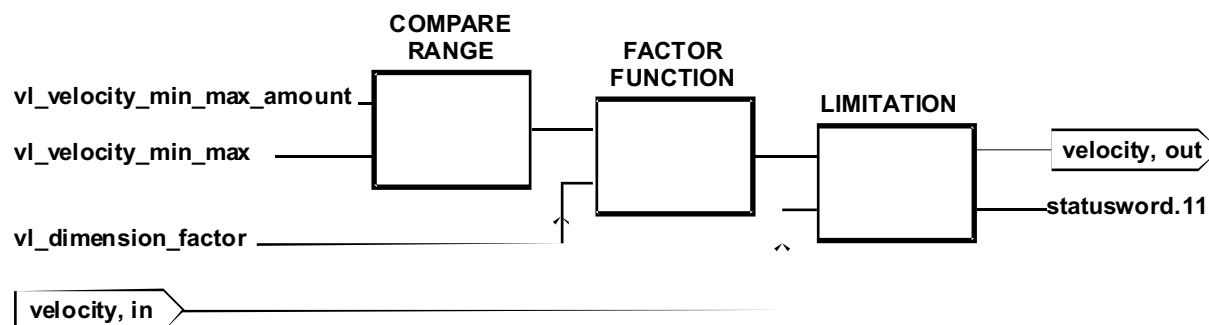 COMPARE
RANGE
FACTOR
FUNCTION
LIMITATION
vl_velocity_min_max_amount
vl_velocity_min_max
velocity, out
statusword.11
vl_dimension_factor
velocity, in